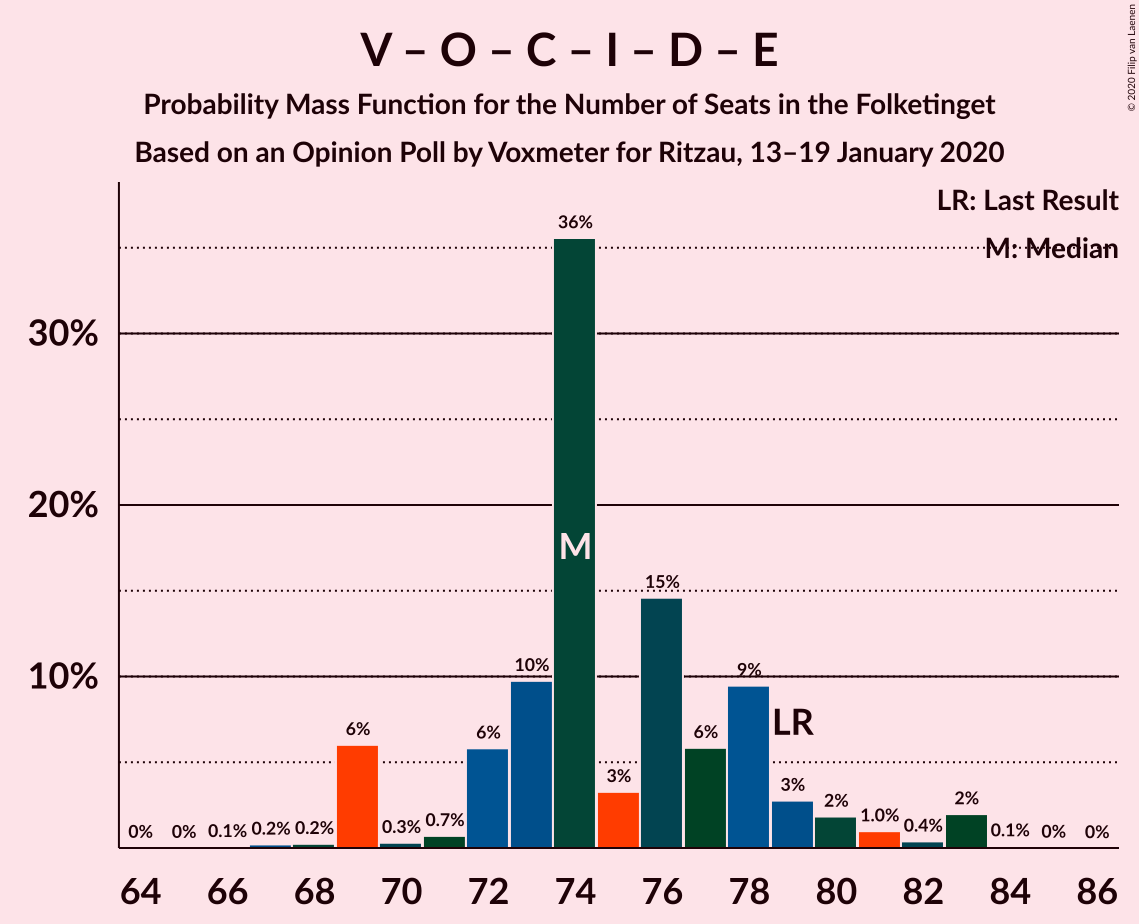 V – O – C – I – D – E
Probability Mass Function for the Number of Seats in the Folketinget
Based on an Opinion Poll by Voxmeter for Ritzau, 13–19 January 2020
© 2020 Filip van Laenen
LR: Last Result
M: Median
30%
20%
10%
0% 0% 0.1% 0.2% 0.2% 6% 0.3% 0.7% 6% 10% 36% 3% 15% 6% 9% 3% 2% 1.0% 0.4% 2% 0.1% 0% 0%
M
LR
64 66 68 70 72 74 76 78 80 82 84 86